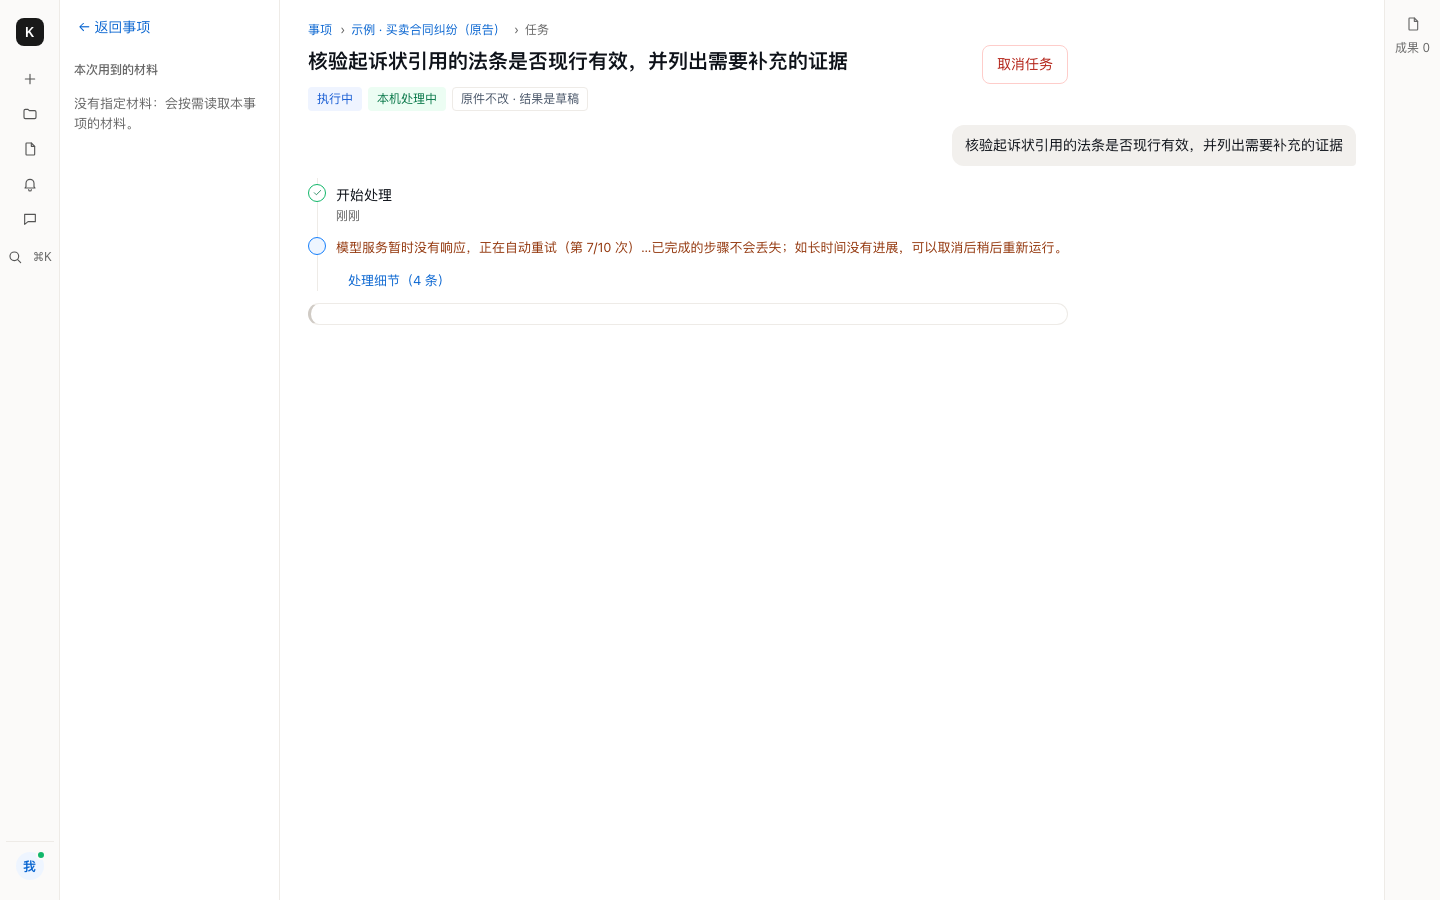 K
⌘K
我
← 返回事项
本次用到的材料
没有指定材料：会按需读取本事
项的材料。
事项 › 示例 · 买卖合同纠纷（原告） › 任务
核验起诉状引用的法条是否现行有效，并列出需要补充的证据
取消任务
执行中 本机处理中 原件不改 · 结果是草稿
核验起诉状引用的法条是否现行有效，并列出需要补充的证据
开始处理
刚刚
模型服务暂时没有响应，正在自动重试（第 7/10 次）…已完成的步骤不会丢失；如长时间没有进展，可以取消后稍后重新运行。
处理细节（4 条）
成果 0